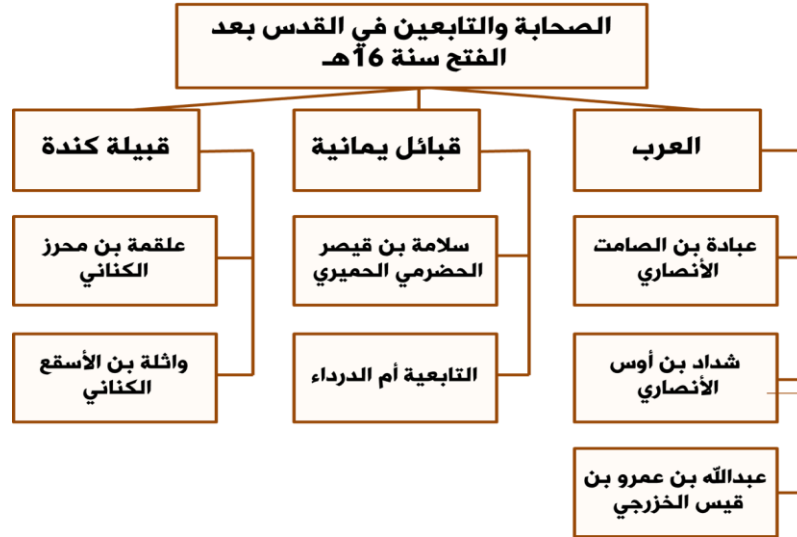 الصحابة والتابعين في القدس بعد
الفتح سنة 16هـ
العرب
عبادة بن الصامت
الأنصاري
شداد بن أوس
الأنصاري
عبدالله بن عمرو بن
قيس الخزرجي
قبائل يمانية
سلامة بن قيصر
الحضرمي الحميري
التابعية أم الدرداء
قبيلة كندة
علقمة بن محرز
الكناني
واثلة بن الأسقع
الكناني